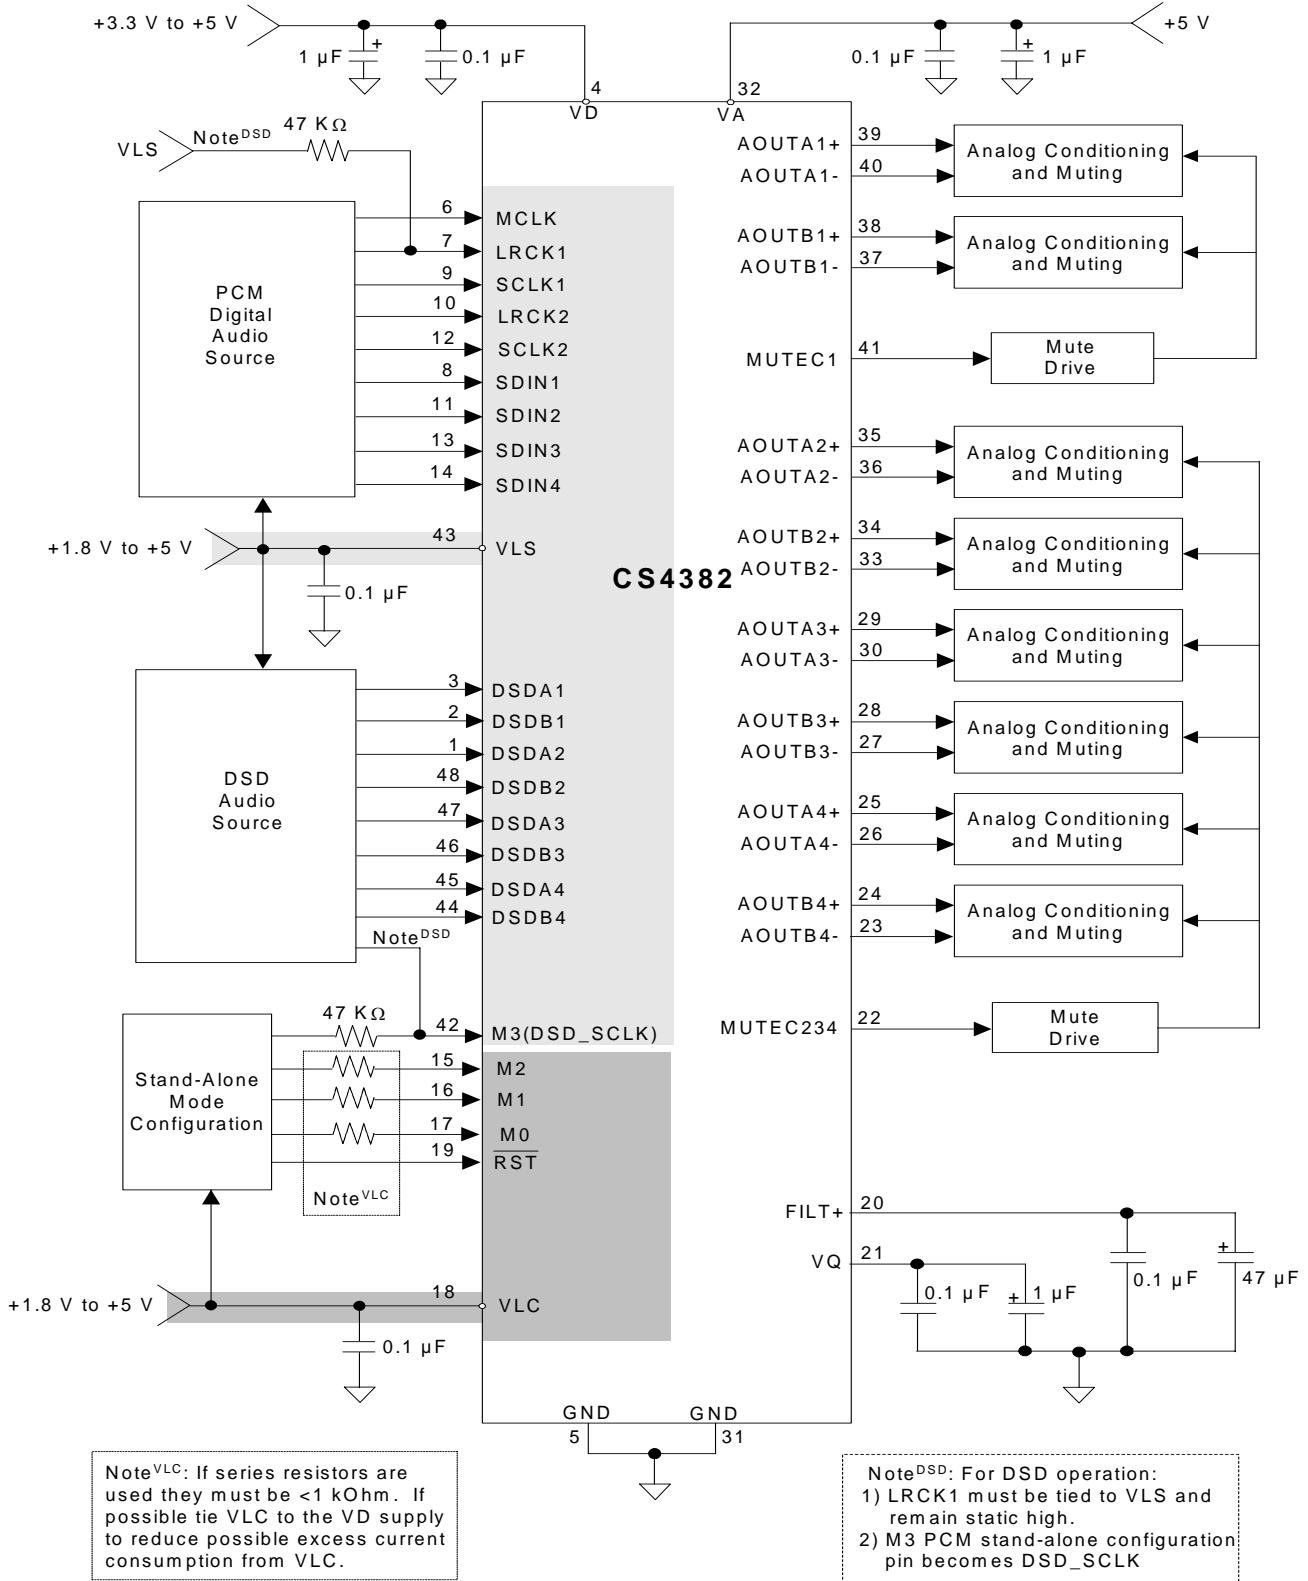 +3.3 V to +5 V
1 µF
+
0.1 µF
4
VD
+5 V
0.1 µF
+
1 µF
32
VA
VLS
Note^DSD
47 KΩ
PCM
Digital
Audio
Source
6
MCLK
7
LRCK1
9
SCLK1
10
LRCK2
12
SCLK2
8
SDIN1
11
SDIN2
13
SDIN3
14
SDIN4
+1.8 V to +5 V
43
VLS
0.1 µF
CS4382
DSD
Audio
Source
3
DSDA1
2
DSDB1
1
DSDA2
48
DSDB2
47
DSDA3
46
DSDB3
45
DSDA4
44
DSDB4
Note^DSD
47 KΩ
42
M3(DSD_SCLK)
Stand-Alone
Mode
Configuration
15
M2
16
M1
17
M0
19
RST
Note^VLC
+1.8 V to +5 V
18
VLC
0.1 µF
AOUTA1+
39
AOUTA1-
40
Analog Conditioning
and Muting
AOUTB1+
38
AOUTB1-
37
Analog Conditioning
and Muting
MUTEC1
41
Mute
Drive
AOUTA2+
35
AOUTA2-
36
Analog Conditioning
and Muting
AOUTB2+
34
AOUTB2-
33
Analog Conditioning
and Muting
AOUTA3+
29
AOUTA3-
30
Analog Conditioning
and Muting
AOUTB3+
28
AOUTB3-
27
Analog Conditioning
and Muting
AOUTA4+
25
AOUTA4-
26
Analog Conditioning
and Muting
AOUTB4+
24
AOUTB4-
23
Analog Conditioning
and Muting
MUTEC234
22
Mute
Drive
FILT+
20
VQ
21
0.1 µF
+
1 µF
0.1 µF
+
47 µF
GND
5
GND
31
Note^VLC: If series resistors are
used they must be <1 kOhm. If
possible tie VLC to the VD supply
to reduce possible excess current
consumption from VLC.
Note^DSD: For DSD operation:
1) LRCK1 must be tied to VLS and
remain static high.
2) M3 PCM stand-alone configuration
pin becomes DSD_SCLK